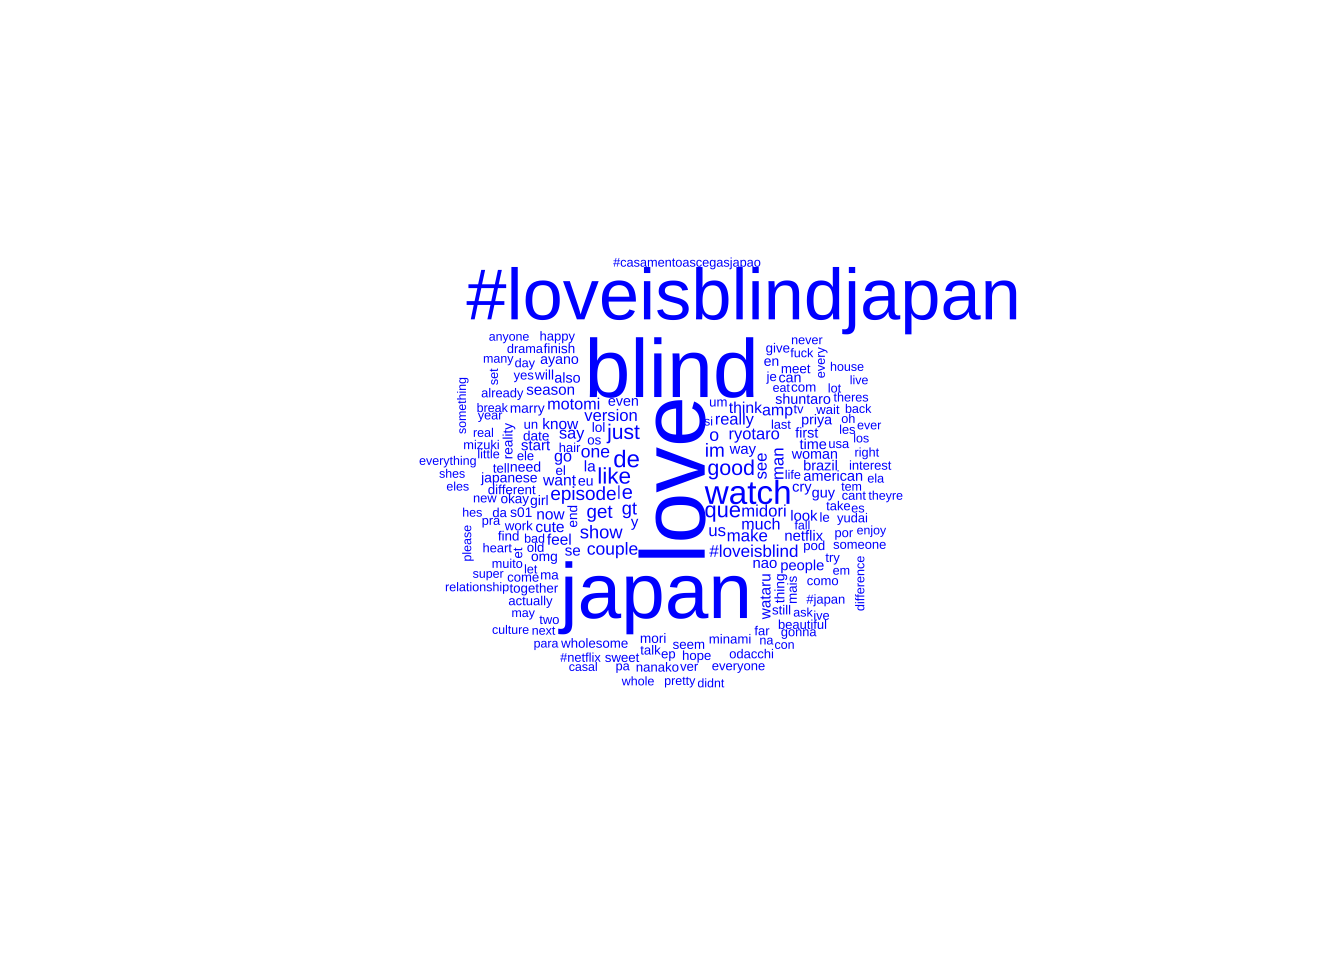 #casamentoascegasjapao
#loveisblindjapan
anyone happy
blind
never
drama finish
give
fuck
every
many day ayano
en meet house
set
yes will also
je can live
something
already season
eat com lot
shuntaro theres
break marry motomi even
love
um think amp tv wait back
year version
si really last priya oh ever
real reality un know lol just
o ryotaro first les los
mizuki date say os
im way see man time usa
little start hair one
woman right
everything ele go de
good brazil interest
shes tell need el la like
life american ela
japanese want eu
watch cry guy tem
eles different episode le
cant theyre
new okay girl
que midori take es
hes da s01 now end get gt
look le yudai
pra work cute y
us much fall por enjoy
please find bad feel show
make netflix
heart et old omg se couple
#loveisblind pod someone
muito let
nao people try
super come ma
japan
wataru thing mais em como difference
relationship together
actually
#japan
may two
still ask ive
beautiful
culture next
far gonna
para wholesome mori seem minami na con
#netflix sweet talk ep hope odacchi
casal pa nanako ver everyone
whole pretty didnt